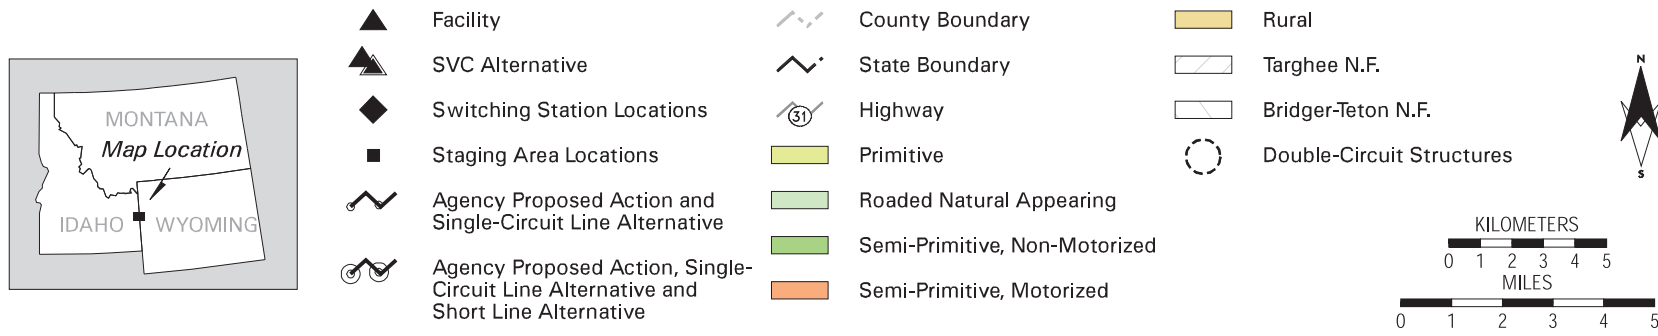 MONTANA
Map Location
IDAHO
WYOMING
Facility
SVC Alternative
Switching Station Locations
Staging Area Locations
Agency Proposed Action and
Single-Circuit Line Alternative
Agency Proposed Action, Single-
Circuit Line Alternative and
Short Line Alternative
County Boundary
State Boundary
31
Highway
Primitive
Roaded Natural Appearing
Semi-Primitive, Non-Motorized
Semi-Primitive, Motorized
Rural
Targhee N.F.
Bridger-Teton N.F.
Double-Circuit Structures
N
S
KILOMETERS
0 1 2 3 4 5
MILES
0 1 2 3 4 5